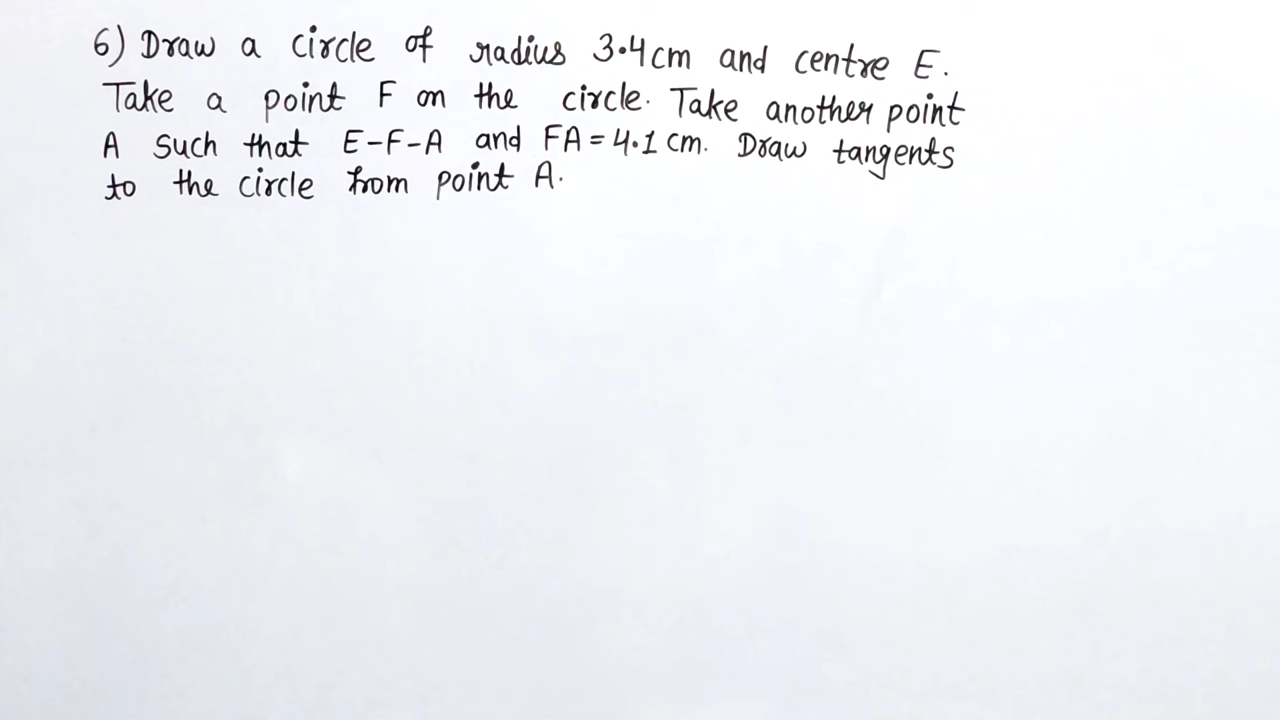 6) Draw a circle of radius 3.4cm and centre E.
Take a point F on the circle. Take another point
A such that E-F-A and FA = 4.1 cm. Draw tangents
to the circle from point A.